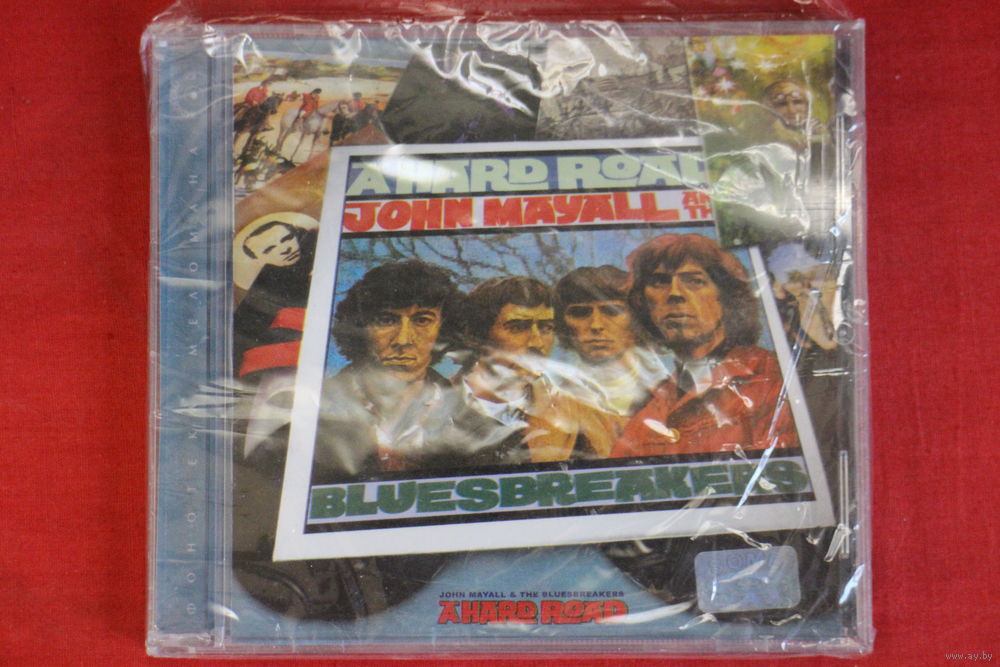 ФОНОТЕКА МЕЛОМАНА
A HARD ROAD
JOHN MAYALL
BLUESBREAKERS
JOHN MAYALL & THE BLUESBREAKERS
A HARD ROAD
www.ay.by